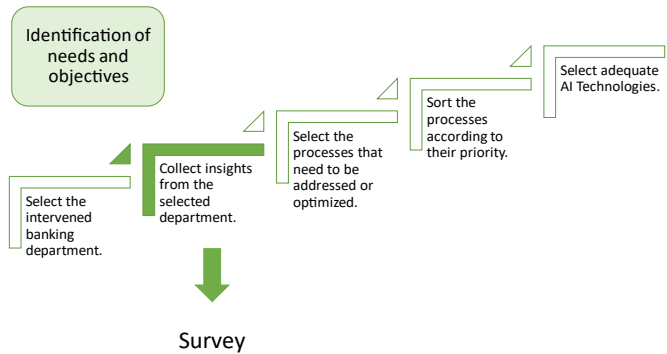 Identification of
needs and
objectives
Select the
intervened
banking
department.
Collect insights
from the
selected
department.
Select the
processes that
need to be
addressed or
optimized.
Sort the
processes
according to
their priority.
Select adequate
AI Technologies.
Survey